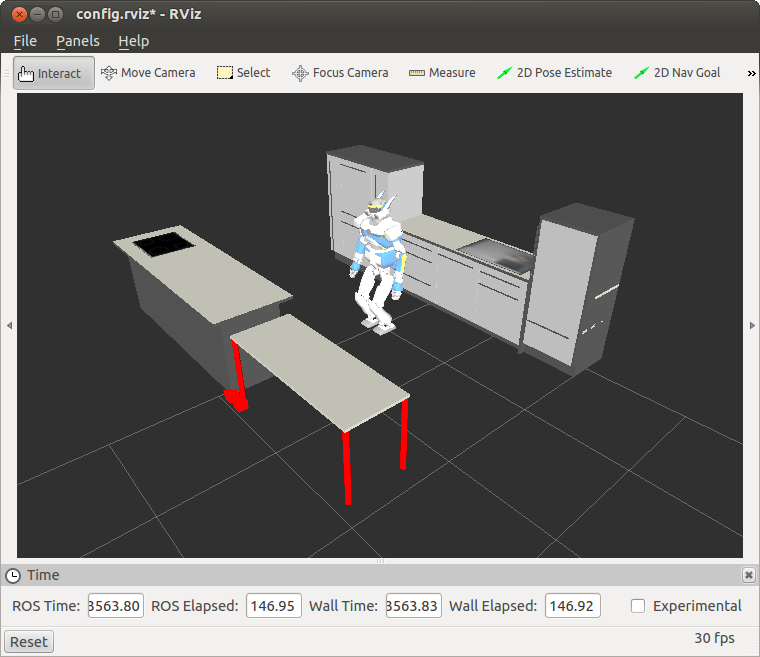 config.rviz* - RViz
File Panels Help
Interact Move Camera Select Focus Camera Measure 2D Pose Estimate 2D Nav Goal »
Time
ROS Time: 3563.80 ROS Elapsed: 146.95 Wall Time: 3563.83 Wall Elapsed: 146.92 Experimental
Reset 30 fps